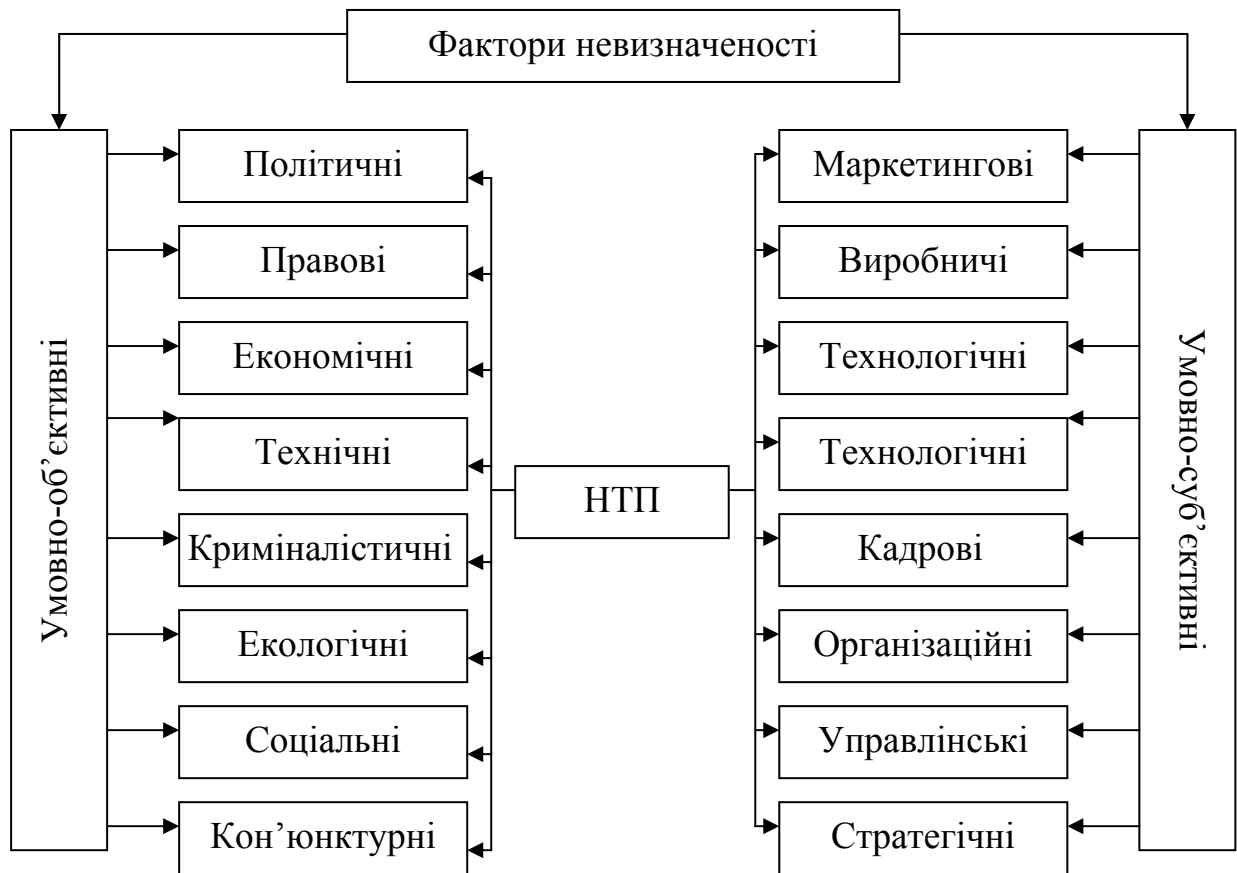 Фактори невизначеності
Умовно-об’єктивні
Політичні
Правові
Економічні
Технічні
Криміналістичні
Екологічні
Соціальні
Кон’юнктурні
НТП
Маркетингові
Виробничі
Технологічні
Технологічні
Кадрові
Організаційні
Управлінські
Стратегічні
Умовно-суб’єктивні